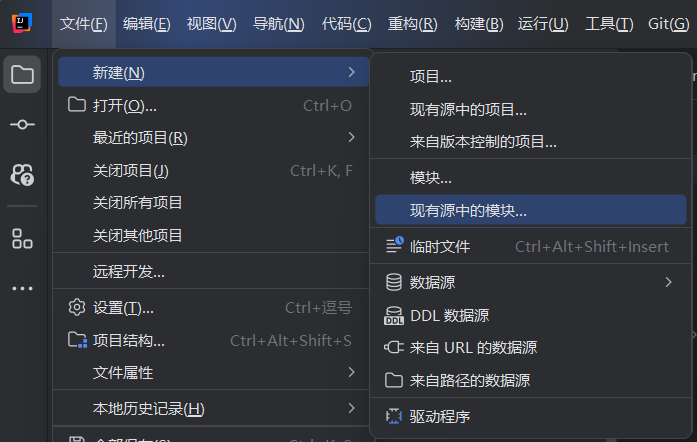 文件(F) 编辑(E) 视图(V) 导航(N) 代码(C) 重构(R) 构建(B) 运行(U) 工具(T) Git(G)
新建(N)
打开(O)... Ctrl+O
最近的项目(R)
关闭项目(J) Ctrl+K, F
关闭所有项目
关闭其他项目
远程开发...
设置(T)... Ctrl+逗号
项目结构... Ctrl+Alt+Shift+S
文件属性
本地历史记录(H)
项目...
现有源中的项目...
来自版本控制的项目...
模块...
现有源中的模块...
临时文件 Ctrl+Alt+Shift+Insert
数据源
DDL 数据源
来自 URL 的数据源
来自路径的数据源
驱动程序